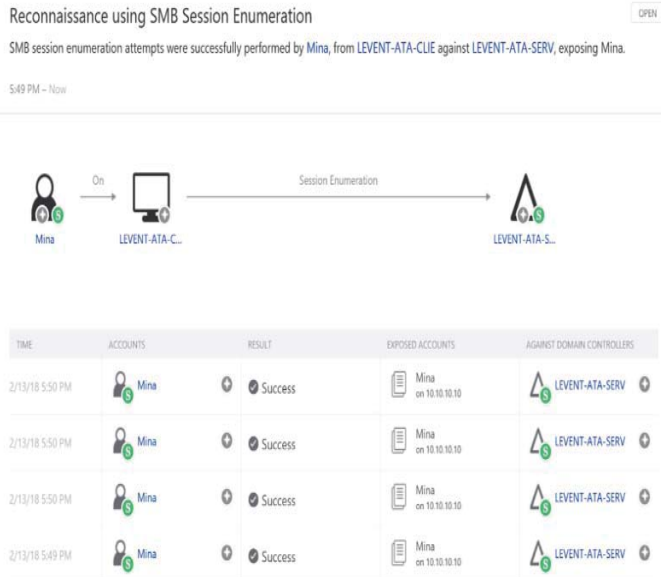 Reconnaissance using SMB Session Enumeration
OPEN
SMB session enumeration attempts were successfully performed by Mina, from LEVENT-ATA-CLIE against LEVENT-ATA-SERV, exposing Mina.
5:49 PM – Now
On
Session Enumeration
S
S
Mina
LEVENT-ATA-C...
LEVENT-ATA-S...
TIME ACCOUNTS RESULT EXPOSED ACCOUNTS AGAINST DOMAIN CONTROLLERS
2/13/18 5:50 PM S Mina Success Mina on 10.10.10.10 S LEVENT-ATA-SERV
2/13/18 5:50 PM S Mina Success Mina on 10.10.10.10 S LEVENT-ATA-SERV
2/13/18 5:50 PM S Mina Success Mina on 10.10.10.10 S LEVENT-ATA-SERV
2/13/18 5:49 PM S Mina Success Mina on 10.10.10.10 S LEVENT-ATA-SERV